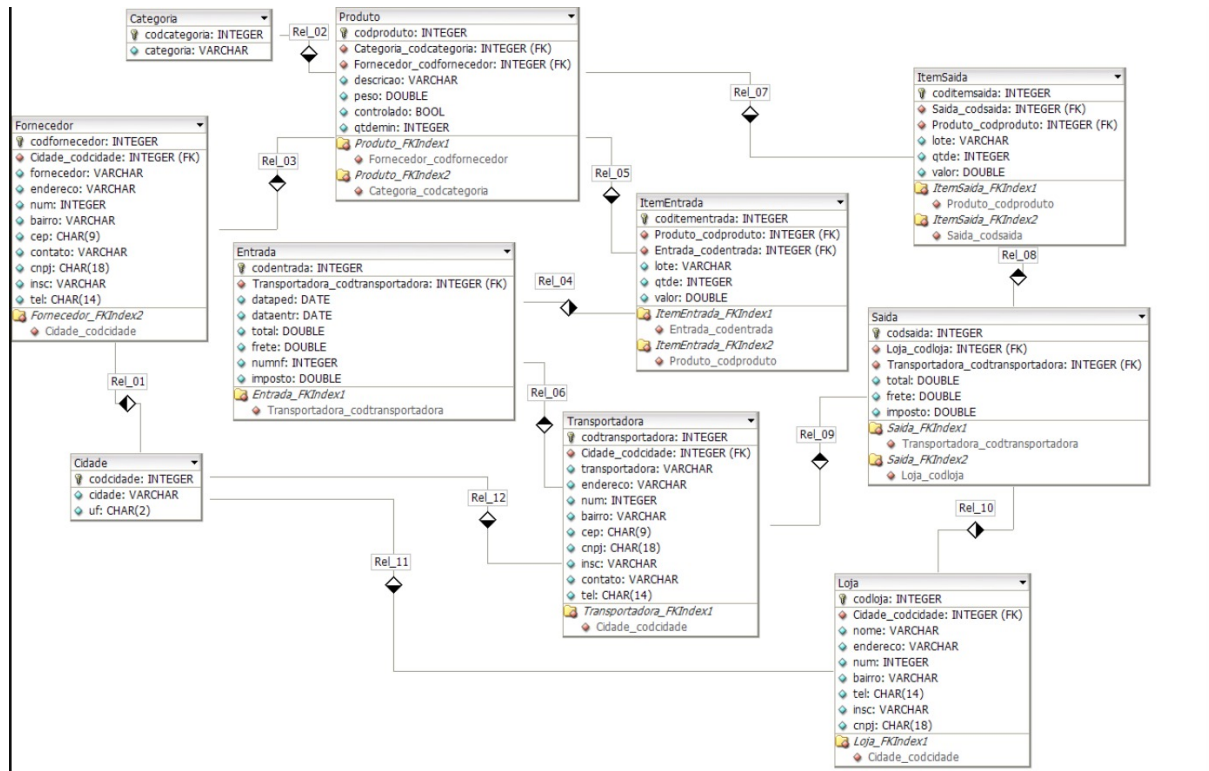 Categoria
codcategoria: INTEGER
categoria: VARCHAR
Rel_02
Produto
codproduto: INTEGER
Categoria_codcategoria: INTEGER (FK)
Fornecedor_codfornecedor: INTEGER (FK)
descricao: VARCHAR
peso: DOUBLE
controlado: BOOL
qtdemin: INTEGER
Produto_FKIndex1
Fornecedor_codfornecedor
Produto_FKIndex2
Categoria_codcategoria
Rel_07
ItemSaida
coditemsaida: INTEGER
Saida_codsaida: INTEGER (FK)
Produto_codproduto: INTEGER (FK)
lote: VARCHAR
qtde: INTEGER
valor: DOUBLE
ItemSaida_FKIndex1
Produto_codproduto
ItemSaida_FKIndex2
Saida_codsaida
Fornecedor
codfornecedor: INTEGER
Cidade_codcidade: INTEGER (FK)
fornecedor: VARCHAR
endereco: VARCHAR
num: INTEGER
bairro: VARCHAR
cep: CHAR(9)
contato: VARCHAR
cnpj: CHAR(18)
insc: VARCHAR
tel: CHAR(14)
Fornecedor_FKIndex2
Cidade_codcidade
Rel_03
Rel_05
ItemEntrada
coditementrada: INTEGER
Produto_codproduto: INTEGER (FK)
Entrada_codentrada: INTEGER (FK)
lote: VARCHAR
qtde: INTEGER
valor: DOUBLE
ItemEntrada_FKIndex1
Entrada_codentrada
ItemEntrada_FKIndex2
Produto_codproduto
Entrada
codentrada: INTEGER
Transportadora_codtransportadora: INTEGER (FK)
dataped: DATE
dataentr: DATE
total: DOUBLE
frete: DOUBLE
numnf: INTEGER
imposto: DOUBLE
Entrada_FKIndex1
Transportadora_codtransportadora
Rel_04
Rel_08
Saida
codsaida: INTEGER
Loja_codloja: INTEGER (FK)
Transportadora_codtransportadora: INTEGER (FK)
total: DOUBLE
frete: DOUBLE
imposto: DOUBLE
Saida_FKIndex1
Transportadora_codtransportadora
Saida_FKIndex2
Loja_codloja
Rel_01
Rel_06
Transportadora
codtransportadora: INTEGER
Cidade_codcidade: INTEGER (FK)
transportadora: VARCHAR
endereco: VARCHAR
num: INTEGER
bairro: VARCHAR
cep: CHAR(9)
cnpj: CHAR(18)
insc: VARCHAR
contato: VARCHAR
tel: CHAR(14)
Transportadora_FKIndex1
Cidade_codcidade
Rel_09
Cidade
codcidade: INTEGER
cidade: VARCHAR
uf: CHAR(2)
Rel_12
Rel_10
Rel_11
Loja
codloja: INTEGER
Cidade_codcidade: INTEGER (FK)
nome: VARCHAR
endereco: VARCHAR
num: INTEGER
bairro: VARCHAR
tel: CHAR(14)
insc: VARCHAR
cnpj: CHAR(18)
Loja_FKIndex1
Cidade_codcidade